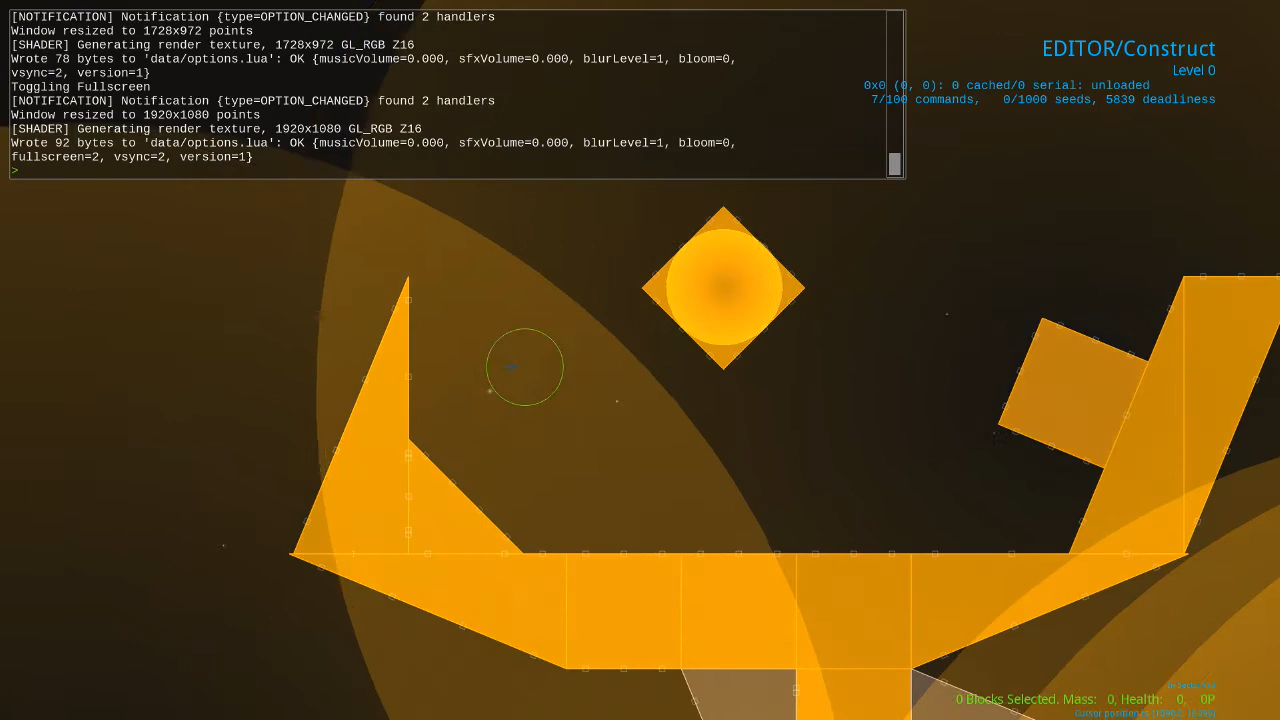 [NOTIFICATION] Notification {type=OPTION_CHANGED} found 2 handlers
Window resized to 1728x972 points
[SHADER] Generating render texture, 1728x972 GL_RGB Z16
Wrote 78 bytes to 'data/options.lua': OK {musicVolume=0.000, sfxVolume=0.000, blurLevel=1, bloom=0,
vsync=2, version=1}
Toggling Fullscreen
[NOTIFICATION] Notification {type=OPTION_CHANGED} found 2 handlers
Window resized to 1920x1080 points
[SHADER] Generating render texture, 1920x1080 GL_RGB Z16
Wrote 92 bytes to 'data/options.lua': OK {musicVolume=0.000, sfxVolume=0.000, blurLevel=1, bloom=0,
fullscreen=2, vsync=2, version=1}
>
EDITOR/Construct
Level 0
0x0 (0, 0): 0 cached/0 serial: unloaded
7/100 commands, 0/1000 seeds, 5839 deadliness
0 Blocks Selected. Mass: 0, Health: 0, 0P
Cursor position is